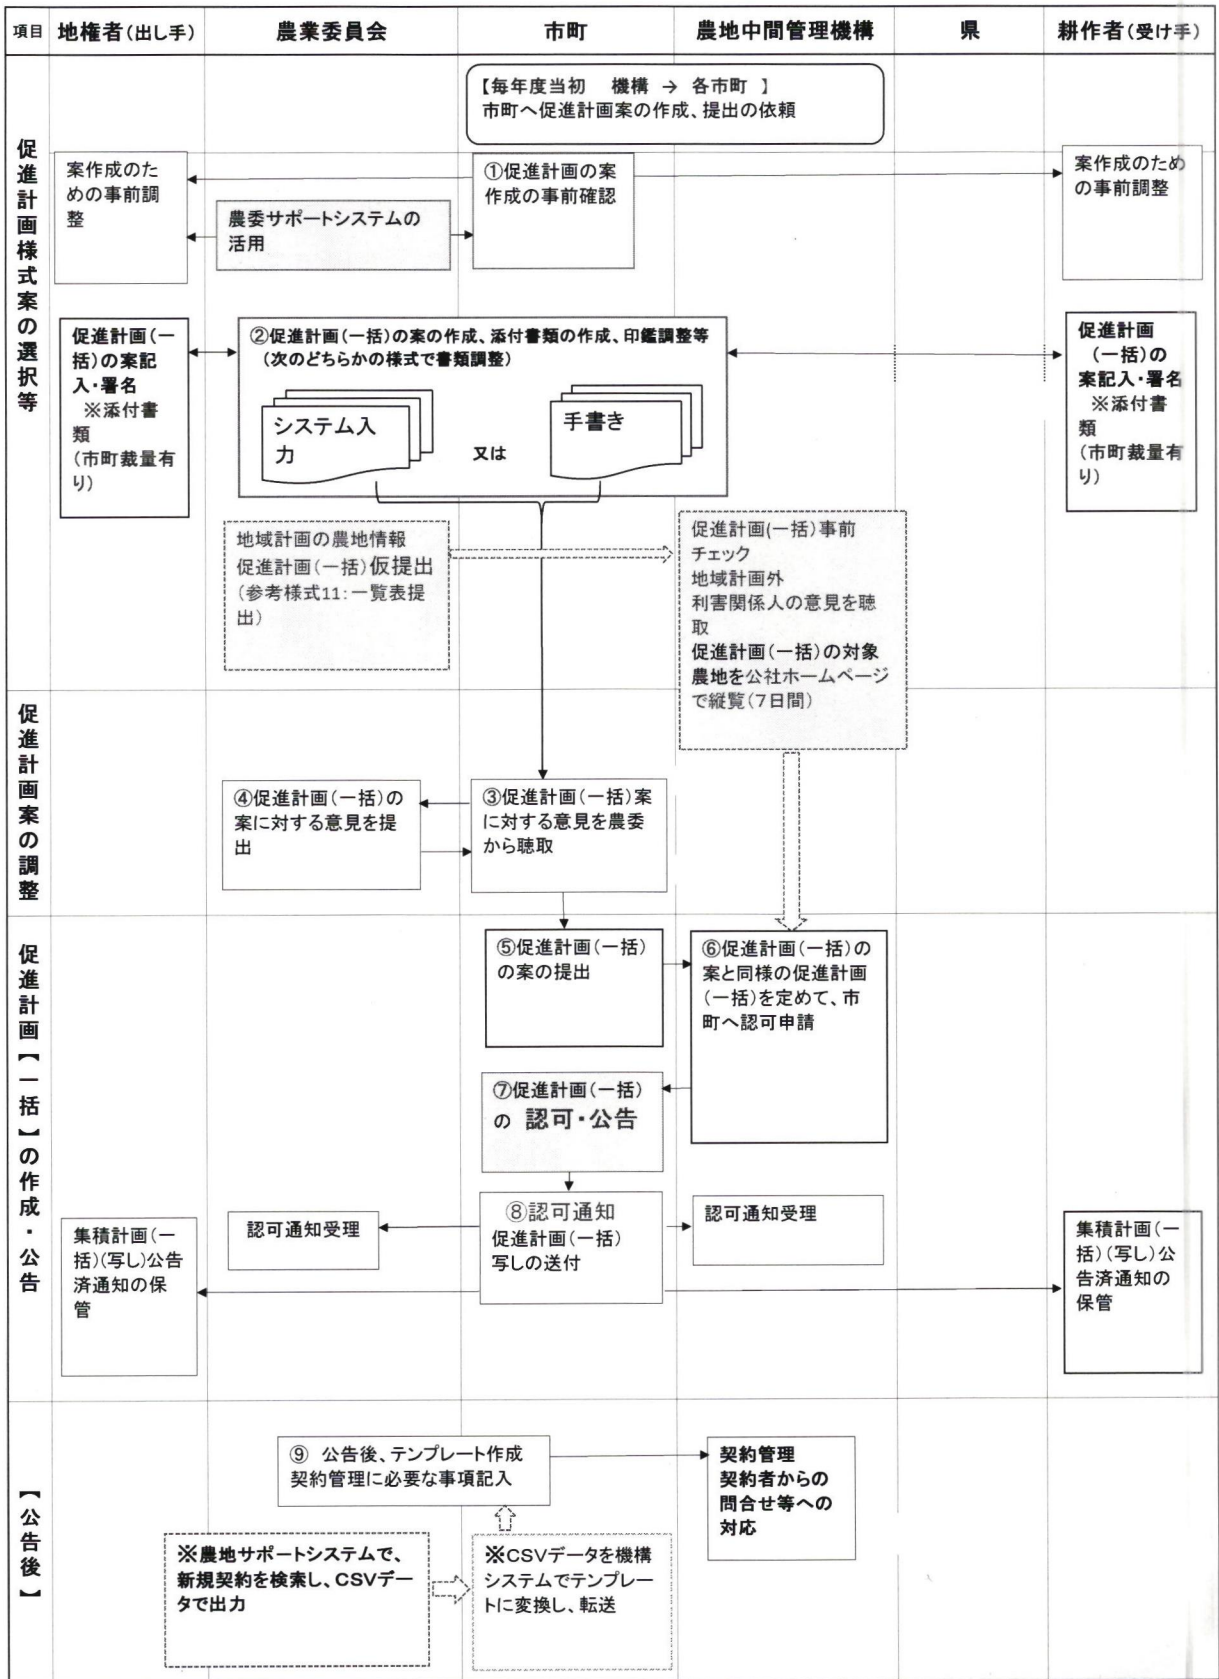 項目
地権者(出し手)
農業委員会
市町
農地中間管理機構
県
耕作者(受け手)
促進計画様式案の選択等
【毎年度当初　機構 → 各市町 】
市町へ促進計画案の作成、提出の依頼
案作成のた
めの事前調
整
①促進計画の案
作成の事前確認
案作成のため
の事前調整
農委サポートシステムの
活用
促進計画(一
括)の案記
入・署名
※添付書
類
(市町裁量有
り)
②促進計画(一括)の案の作成、添付書類の作成、印鑑調整等
(次のどちらかの様式で書類調整)
システム入
力
又は
手書き
促進計画
(一括)の
案記入・署名
※添付書
類
(市町裁量有
り)
地域計画の農地情報
促進計画(一括)仮提出
(参考様式11:一覧表提
出)
促進計画(一括)事前
チェック
地域計画外
利害関係人の意見を聴
取
促進計画(一括)の対象
農地を公社ホームページ
で縦覧(7日間)
促進計画案の調整
④促進計画(一括)の
案に対する意見を提
出
③促進計画(一括)案
に対する意見を農委
から聴取
促進計画【一括】の作成・公告
⑤促進計画(一括)
の案の提出
⑥促進計画(一括)の
案と同様の促進計画
(一括)を定めて、市
町へ認可申請
⑦促進計画(一括)
の 認可・公告
認可通知受理
⑧認可通知
促進計画(一括)
写しの送付
認可通知受理
集積計画(一
括)(写し)公告
済通知の保
管
集積計画(一
括)(写し)公
告済通知の
保管
【公告後】
⑨ 公告後、テンプレート作成
契約管理に必要な事項記入
契約管理
契約者からの
問合せ等への
対応
※農地サポートシステムで、
新規契約を検索し、CSVデー
タで出力
※CSVデータを機構
システムでテンプレー
トに変換し、転送